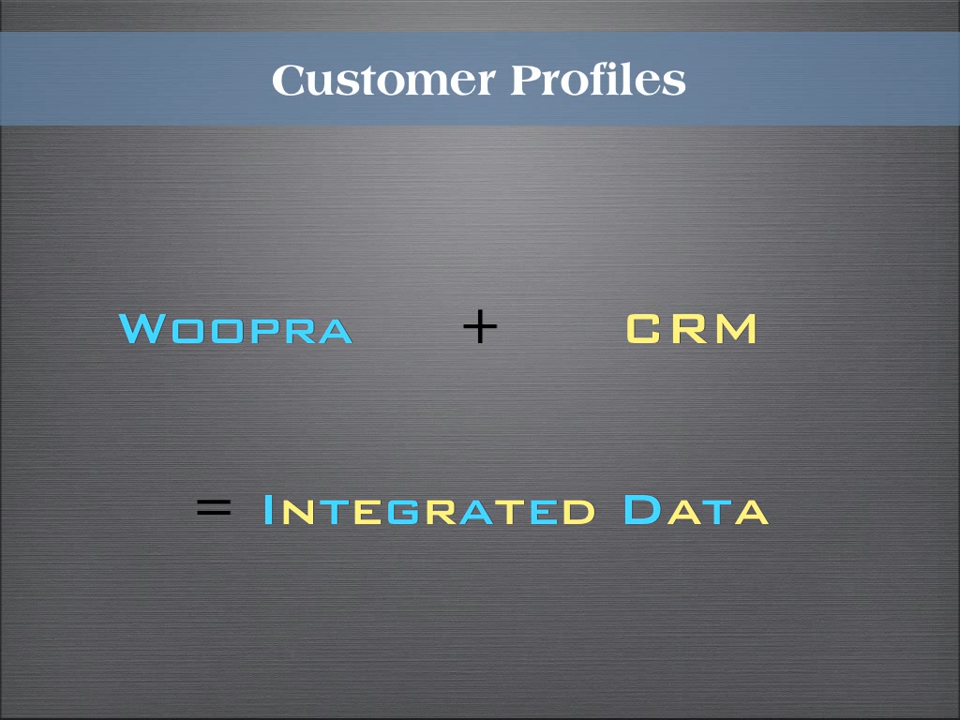 Customer Profiles
Woopra + CRM
= Integrated Data